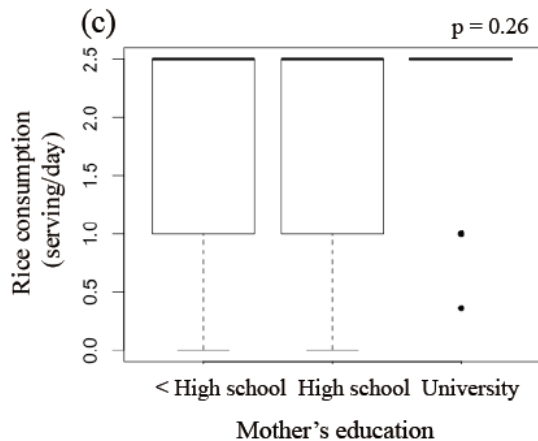 (c)
p = 0.26
Rice consumption
(serving/day)
2.5
2.0
1.5
1.0
0.5
0.0
< High school High school University
Mother’s education